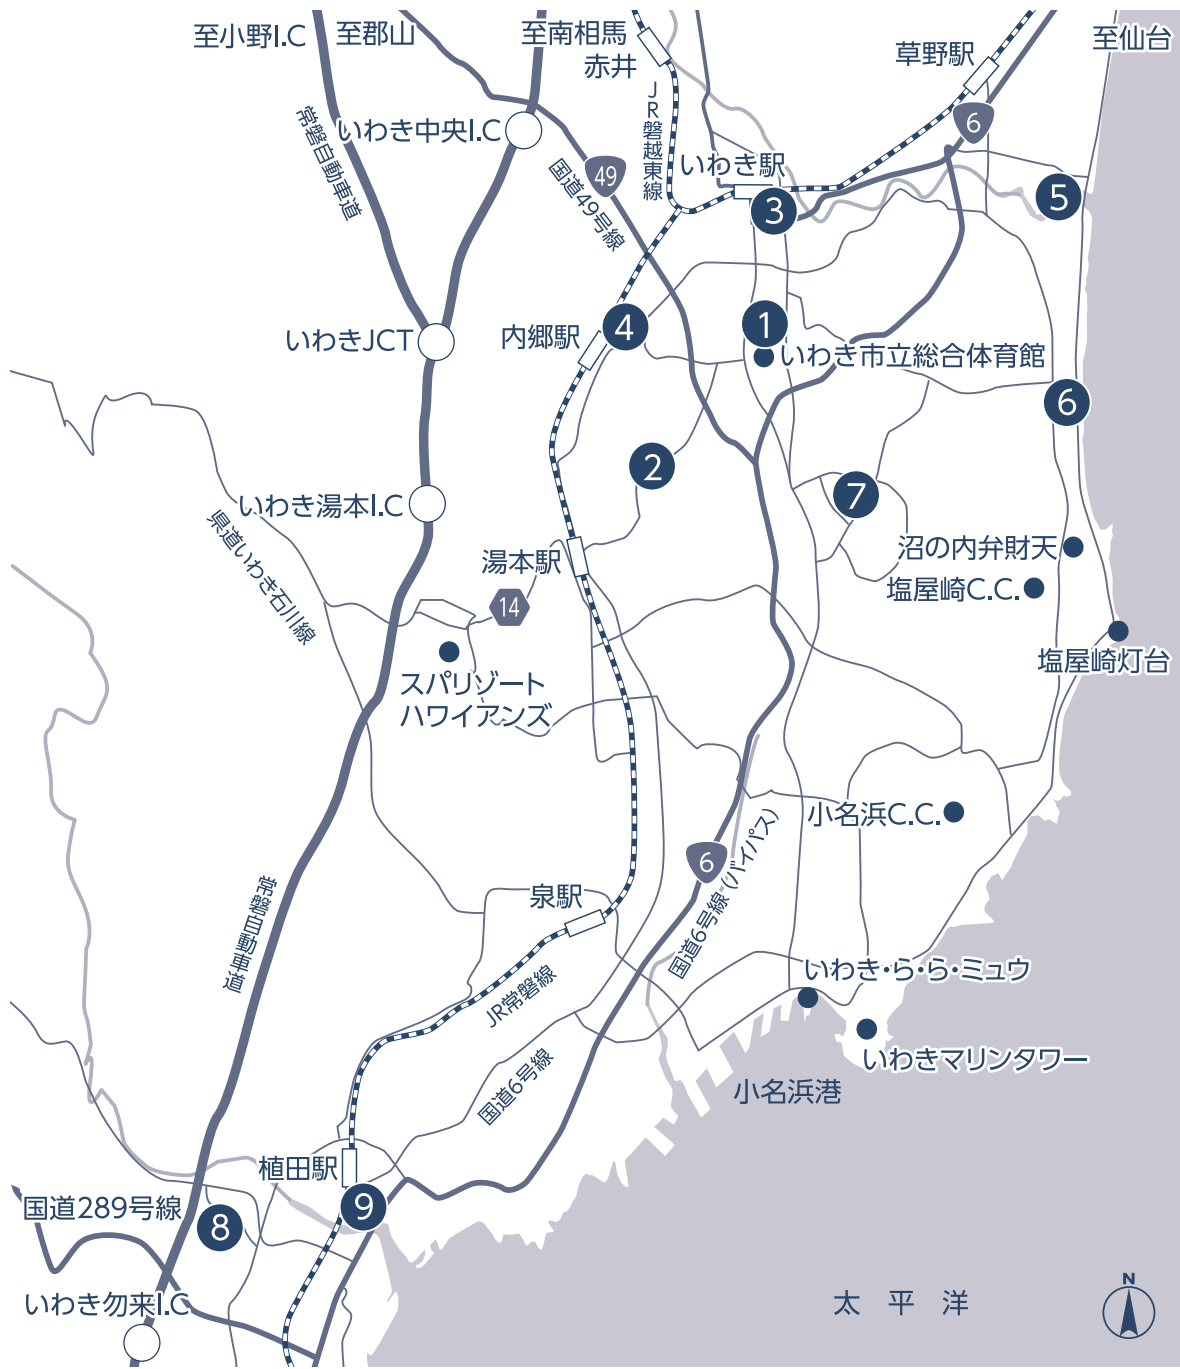 至小野I.C
至郡山
至南相馬
赤井
草野駅
至仙台
常磐自動車道
いわき中央I.C
JR磐越東線
6
国道49号線
49
いわき駅
3
5
いわきJCT
内郷駅
4
1
いわき市立総合体育館
6
2
7
いわき湯本I.C
県道いわき石川線
湯本駅
14
沼の内弁財天
塩屋崎C.C.
塩屋崎灯台
スパリゾート
ハワイアンズ
小名浜C.C.
6
国道6号線(バイパス)
常磐自動車道
泉駅
JR常磐線
いわき・ら・ら・ミュウ
いわきマリンタワー
国道6号線
小名浜港
植田駅
国道289号線
8
9
いわき勿来I.C
太平洋
N